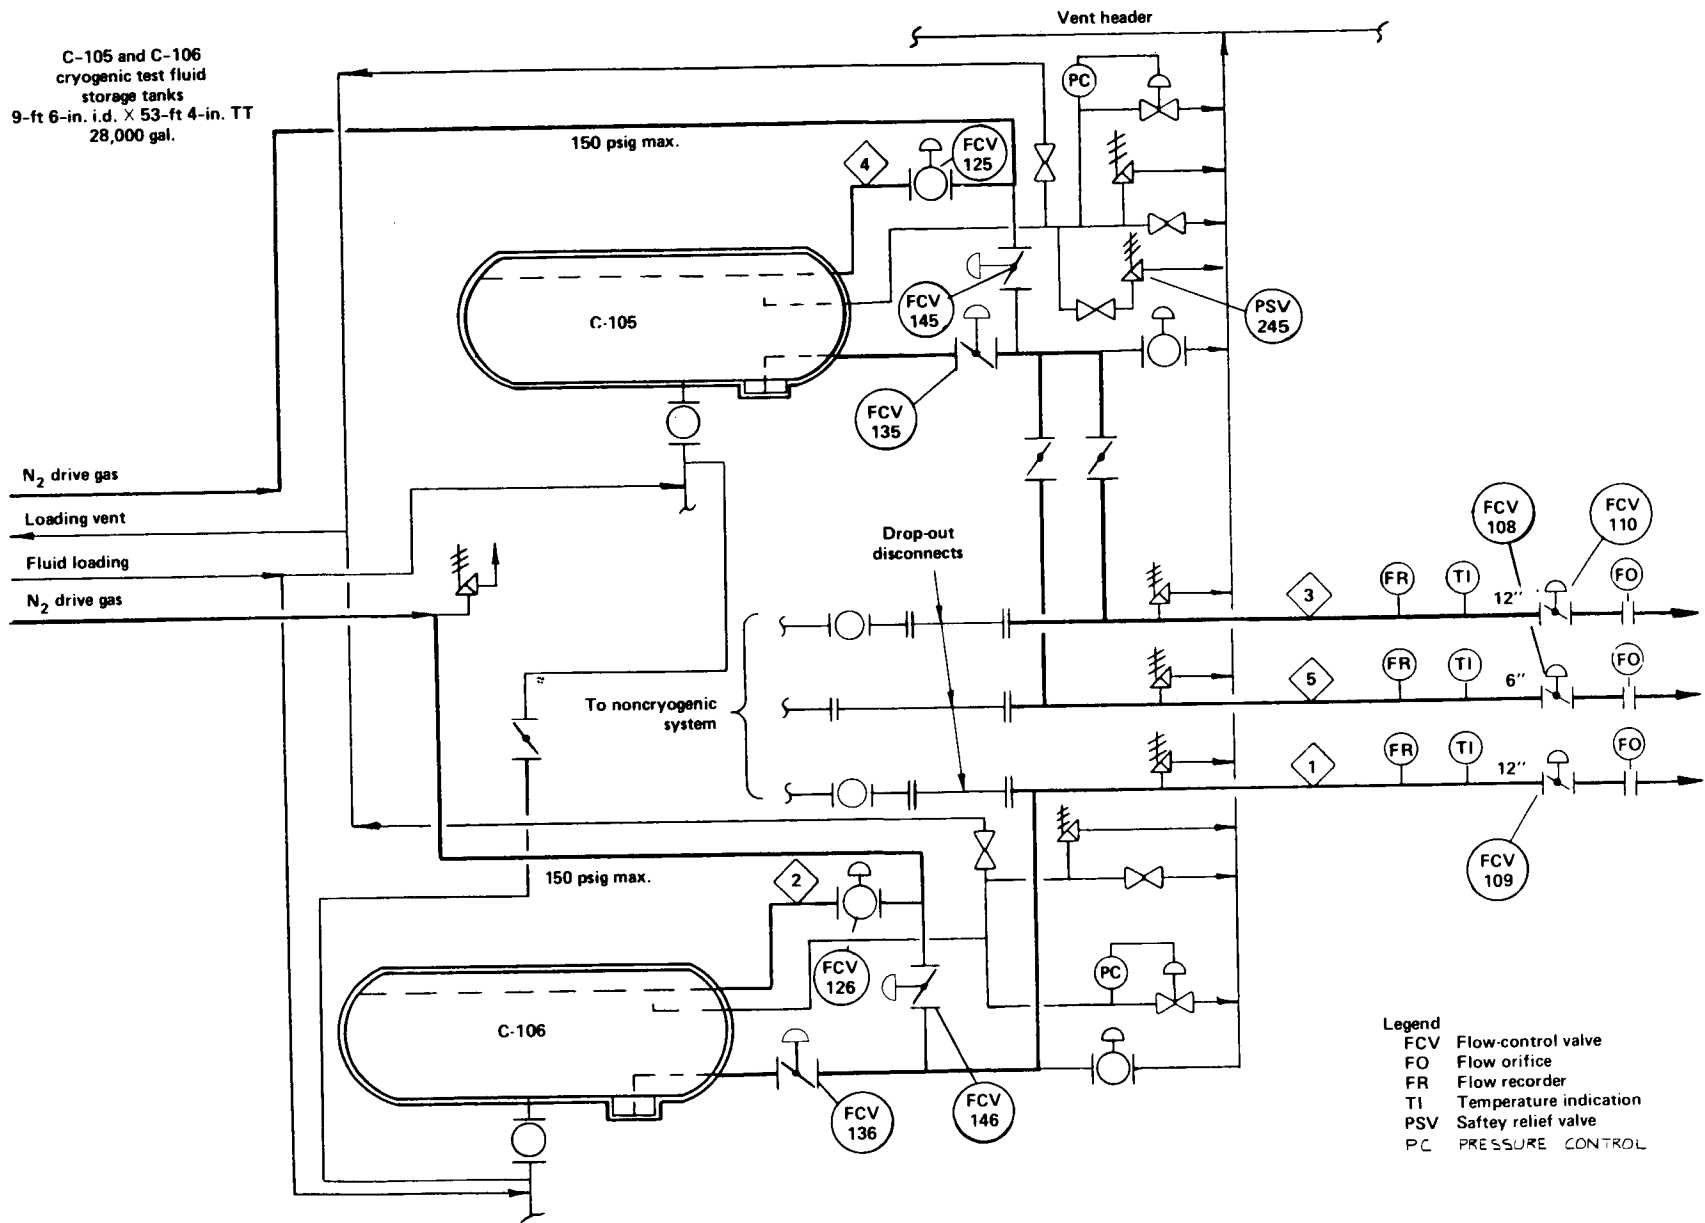 Vent header
C-105 and C-106
cryogenic test fluid
storage tanks
9-ft 6-in. i.d. X 53-ft 4-in. TT
28,000 gal.
150 psig max.
PC
4
FCV
125
C-105
FCV
145
PSV
245
FCV
135
N2 drive gas
Loading vent
Fluid loading
N2 drive gas
Drop-out
disconnects
FCV
108
FCV
110
3
FR
TI
12"
FO
To noncryogenic
system
5
FR
TI
6"
FO
1
FR
TI
12"
FO
FCV
109
150 psig max.
2
FCV
126
PC
C-106
FCV
136
FCV
146
Legend
FCV Flow-control valve
FO Flow orifice
FR Flow recorder
TI Temperature indication
PSV Saftey relief valve
PC PRESSURE CONTROL